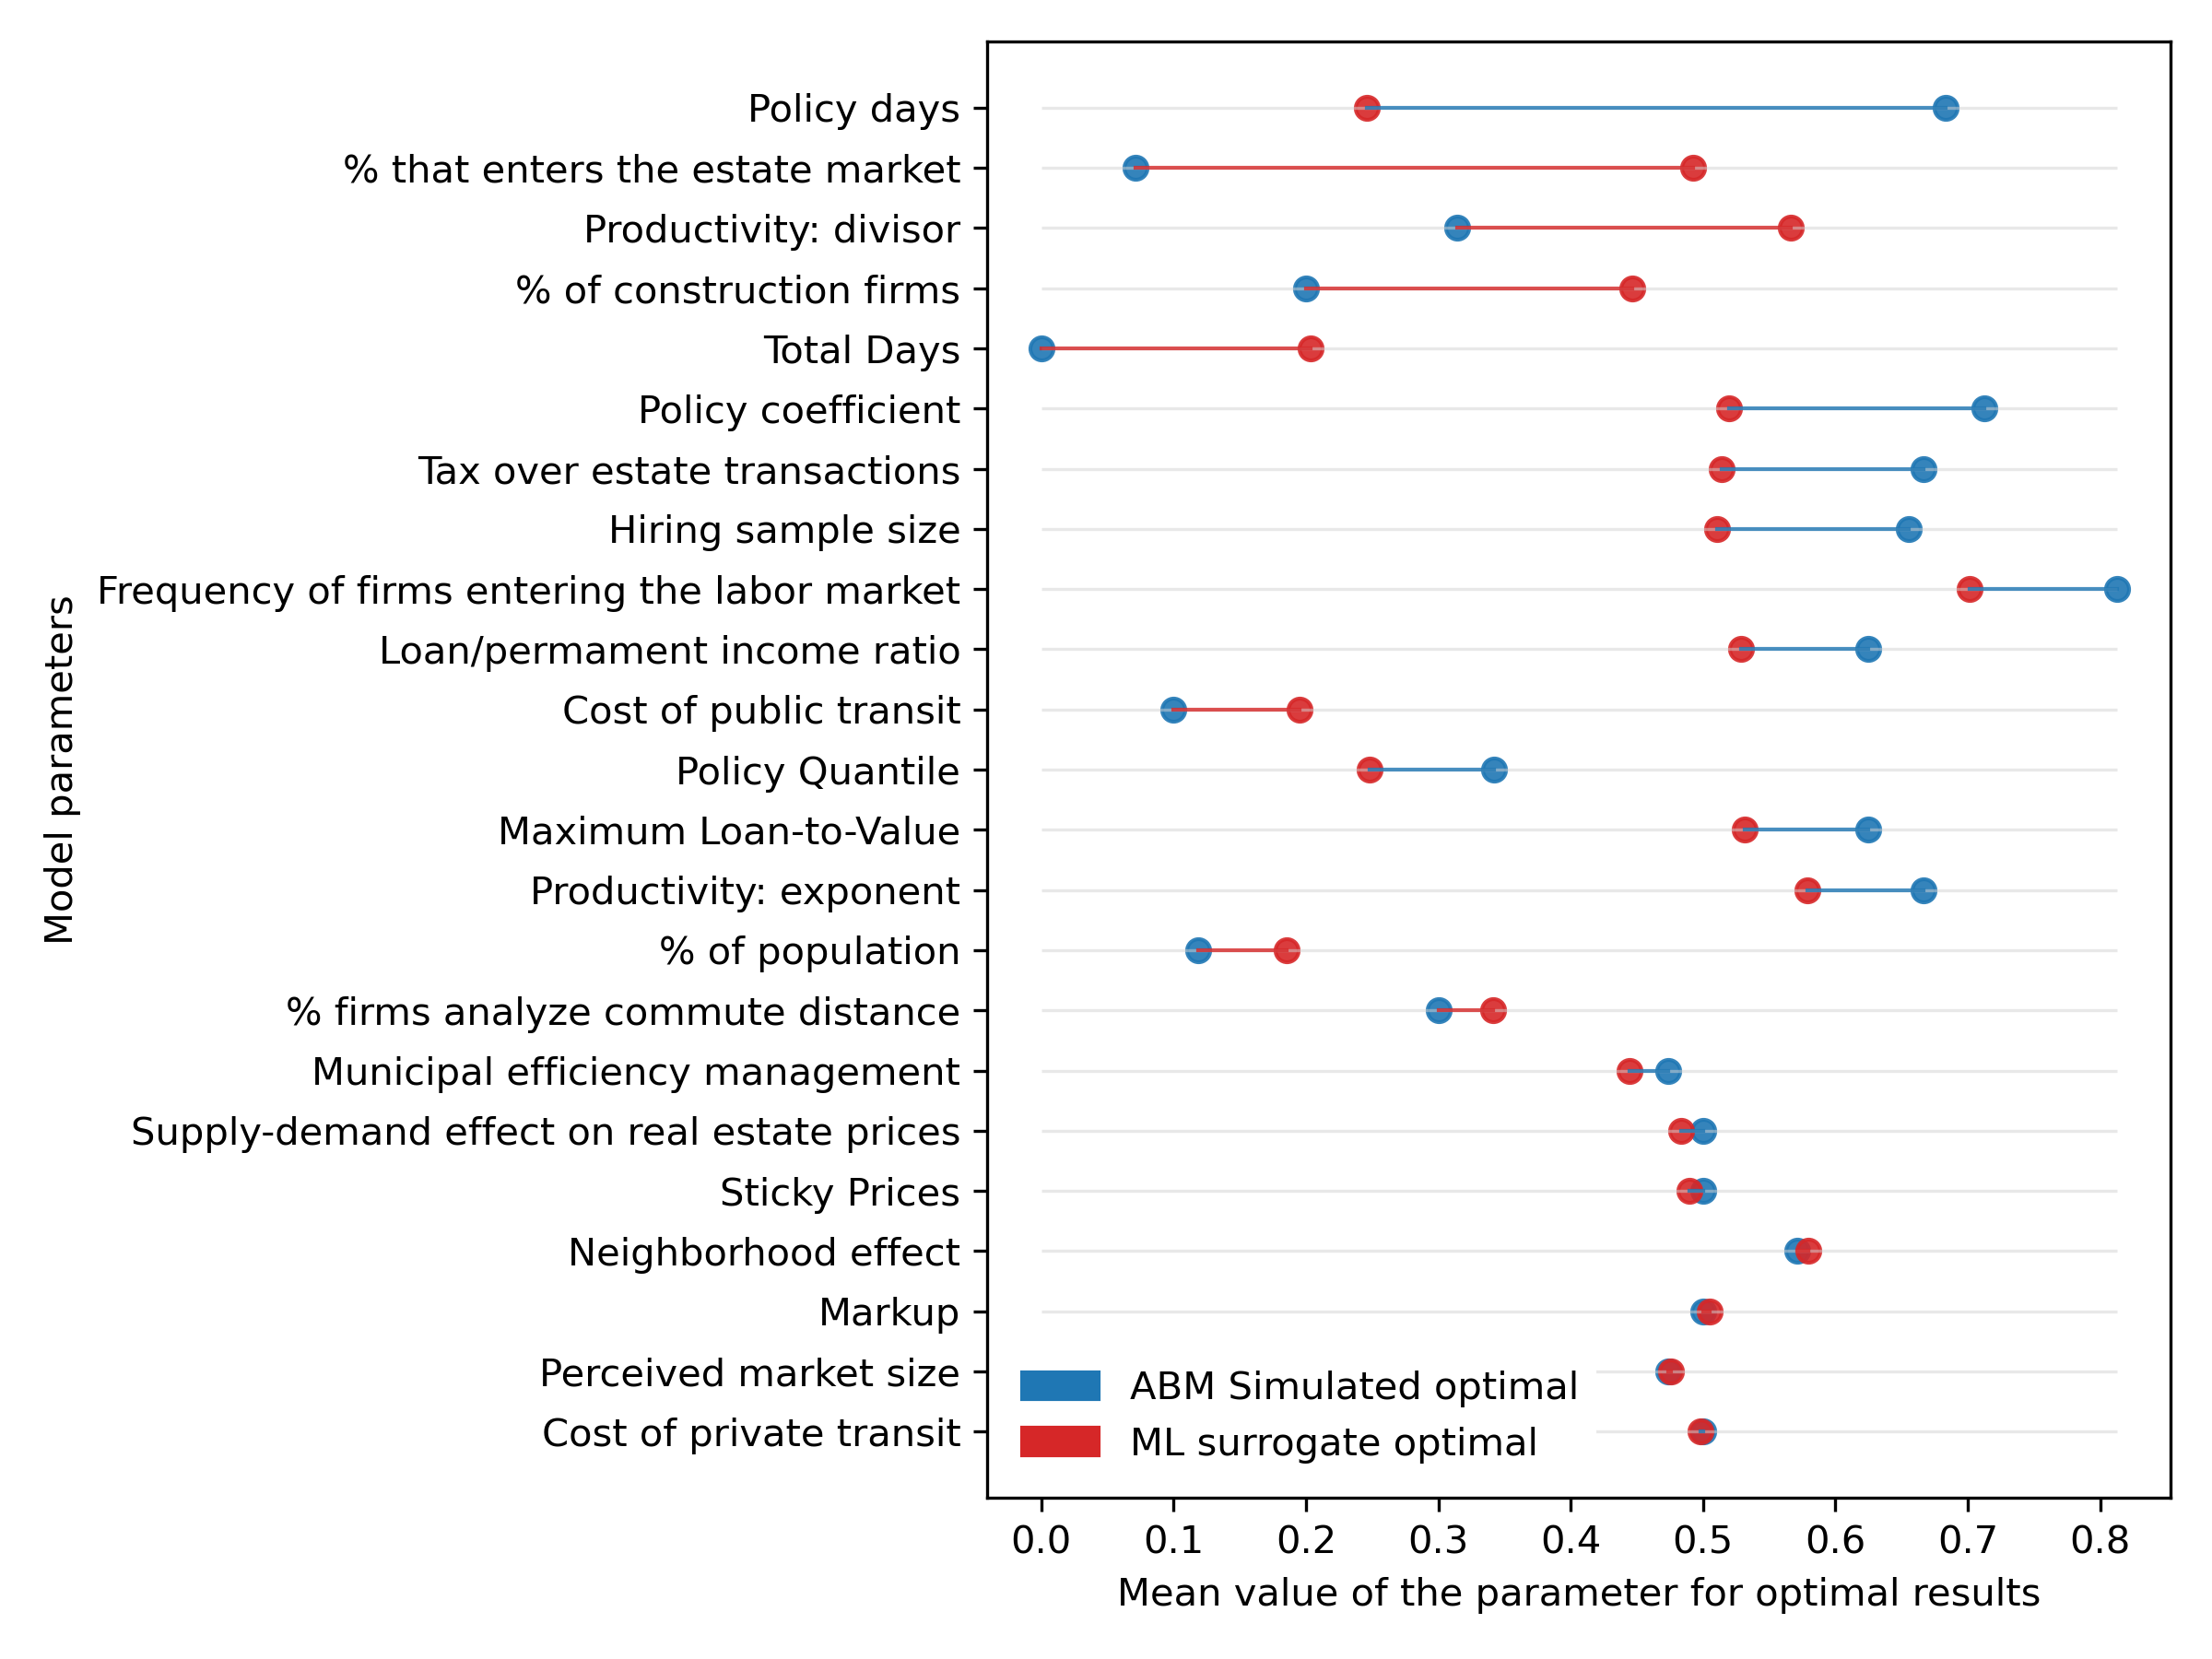 Policy days
% that enters the estate market
Productivity: divisor
% of construction firms
Total Days
Policy coefficient
Tax over estate transactions
Hiring sample size
Frequency of firms entering the labor market
Loan/permament income ratio
Cost of public transit
Policy Quantile
Maximum Loan-to-Value
Productivity: exponent
% of population
% firms analyze commute distance
Municipal efficiency management
Supply-demand effect on real estate prices
Sticky Prices
Neighborhood effect
Markup
Perceived market size
Cost of private transit
Model parameters
ABM Simulated optimal
ML surrogate optimal
0.0 0.1 0.2 0.3 0.4 0.5 0.6 0.7 0.8
Mean value of the parameter for optimal results